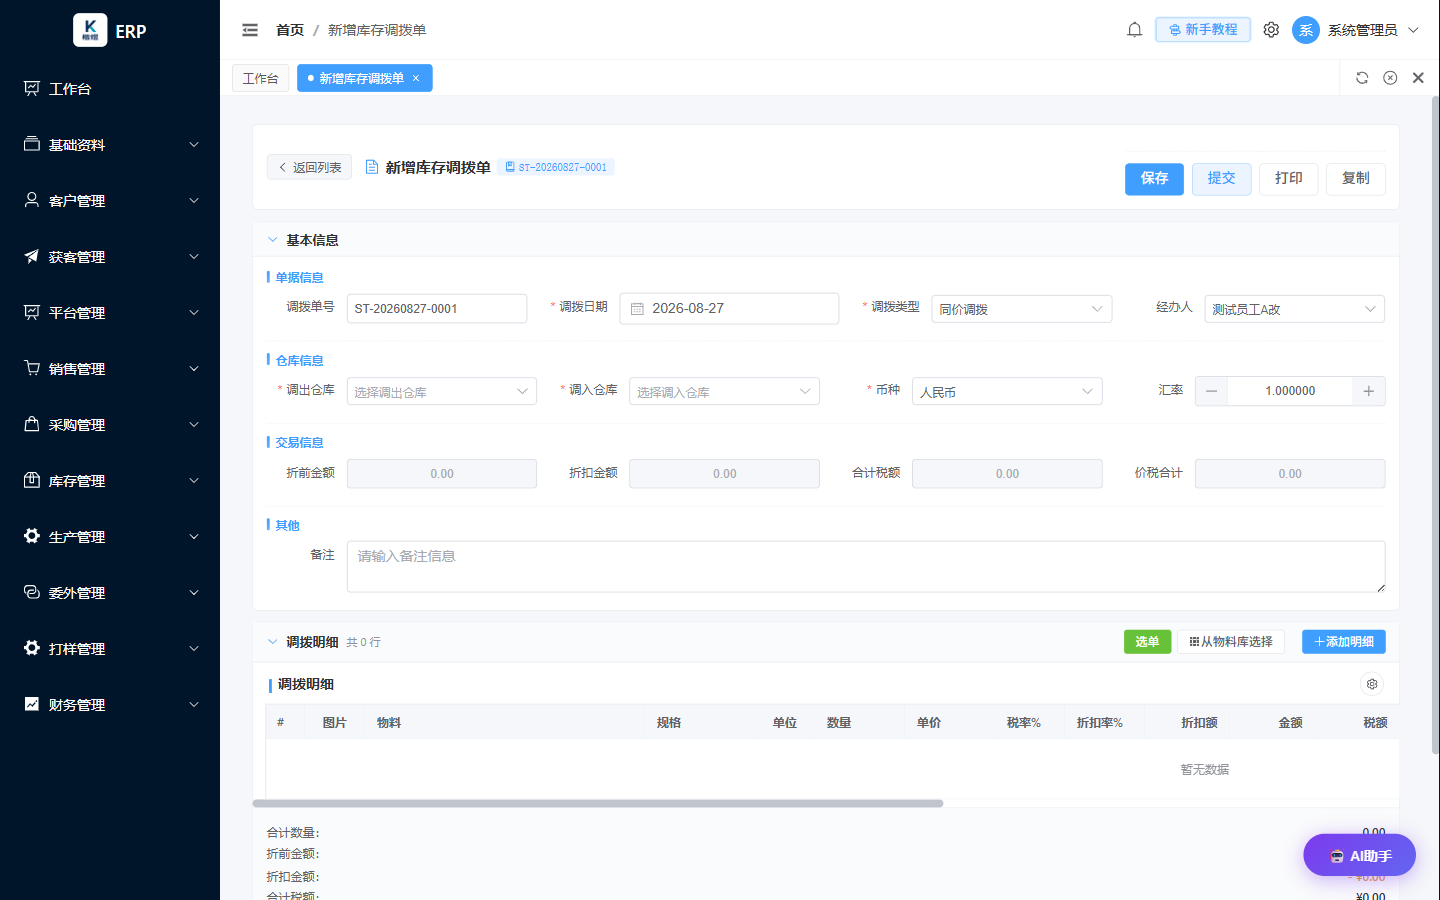 K
ERP
工作台
基础资料
客户管理
获客管理
平台管理
销售管理
采购管理
库存管理
生产管理
委外管理
打样管理
财务管理
首页 / 新增库存调拨单
新手教程
系 系统管理员
工作台
新增库存调拨单 ×
返回列表
新增库存调拨单
ST-20260827-0001
保存 提交 打印 复制
基本信息
单据信息
调拨单号 ST-20260827-0001
* 调拨日期 2026-08-27
* 调拨类型 同价调拨
经办人 测试员工A改
仓库信息
* 调出仓库 选择调出仓库
* 调入仓库 选择调入仓库
* 币种 人民币
汇率 — 1.000000 +
交易信息
折前金额 0.00
折扣金额 0.00
合计税额 0.00
价税合计 0.00
其他
备注 请输入备注信息
调拨明细 共 0 行
选单 从物料库选择 +添加明细
调拨明细
# 图片 物料 规格 单位 数量 单价 税率% 折扣率% 折扣额 金额 税额
暂无数据
合计数量: 0.00
折前金额:
折扣金额: - ¥0.00
合计税额: ¥0.00
AI助手